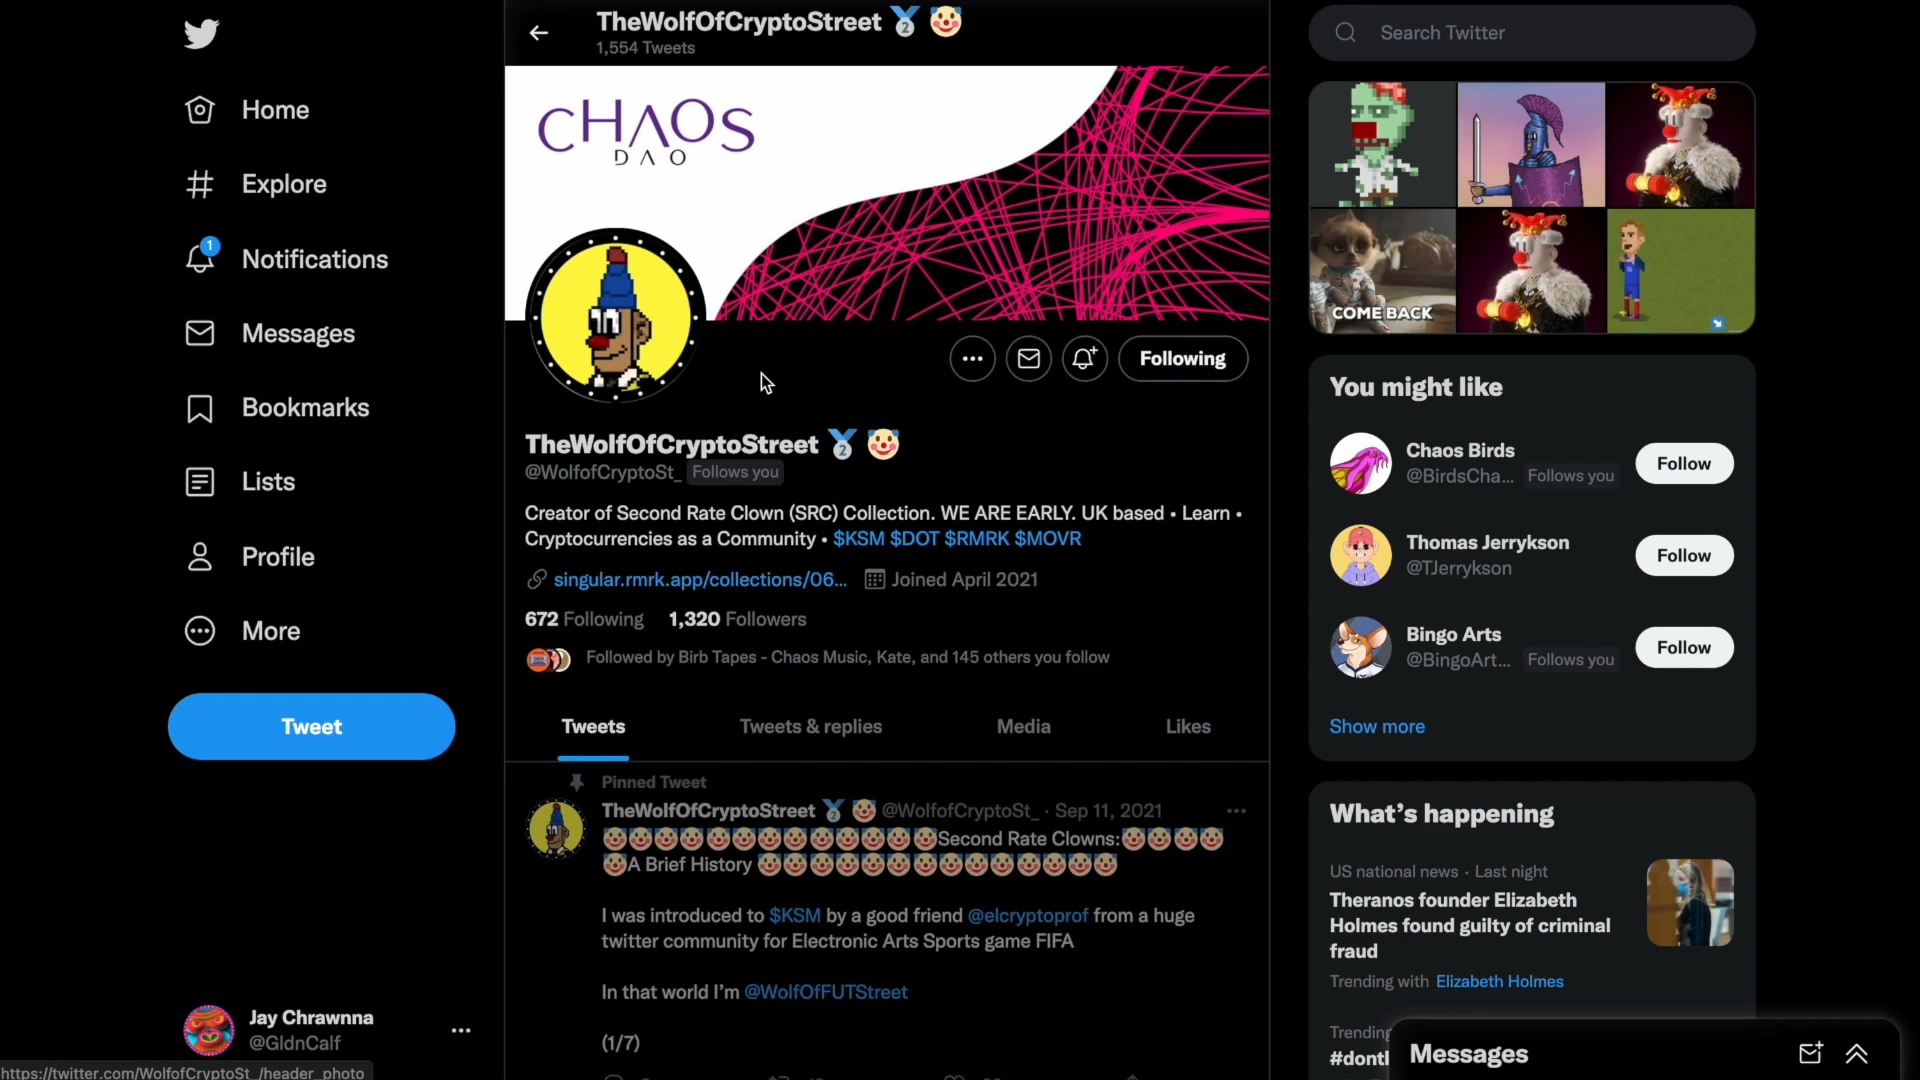 TheWolfOfCryptoStreet
1,554 Tweets
CHAOS
DAO
Home
Explore
1
Notifications
Messages
Bookmarks
Lists
Profile
More
Tweet
Jay Chrawnna
@GldnCalf
https://twitter.com/WolfofCryptoSt_/header_photo
Following
TheWolfOfCryptoStreet
@WolfofCryptoSt_ Follows you
Creator of Second Rate Clown (SRC) Collection. WE ARE EARLY. UK based • Learn •
Cryptocurrencies as a Community • $KSM $DOT $RMRK $MOVR
singular.rmrk.app/collections/06... Joined April 2021
672 Following 1,320 Followers
Followed by Birb Tapes - Chaos Music, Kate, and 145 others you follow
Tweets Tweets & replies Media Likes
Pinned Tweet
TheWolfOfCryptoStreet @WolfofCryptoSt_ · Sep 11, 2021
Second Rate Clowns:
A Brief History
I was introduced to $KSM by a good friend @elcryptoprof from a huge
twitter community for Electronic Arts Sports game FIFA
In that world I'm @WolfOfFUTStreet
(1/7)
Search Twitter
COME BACK
You might like
Chaos Birds
@BirdsCha... Follows you
Follow
Thomas Jerrykson
@TJerrykson
Follow
Bingo Arts
@BingoArt... Follows you
Follow
Show more
What's happening
US national news · Last night
Theranos founder Elizabeth
Holmes found guilty of criminal
fraud
Trending with Elizabeth Holmes
Trending
#dontl
Messages